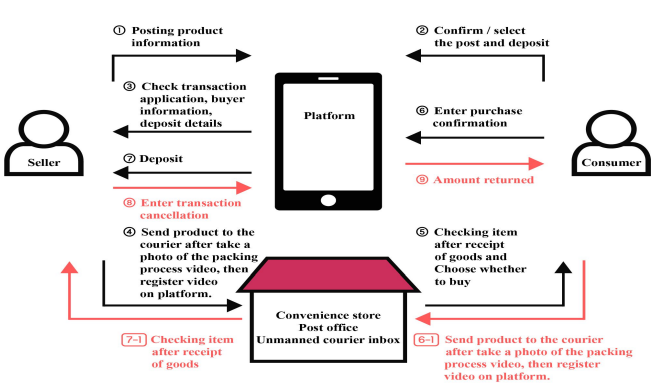 ① Posting product
information
② Confirm / select
the post and deposit
③ Check transaction
application, buyer
information,
deposit details
Platform
⑥ Enter purchase
confirmation
Seller
Consumer
⑦ Deposit
⑧ Enter transaction
cancellation
⑨ Amount returned
④ Send product to the
courier after take a
photo of the packing
process video, then
register video
on platform.
⑤ Checking item
after receipt
of goods and
Choose whether
to buy
Convenience store
Post office
Unmanned courier inbox
7-1 Checking item
after receipt
of goods
6-1 Send product to the courier
after take a photo of the packing
process video, then register
video on platform.